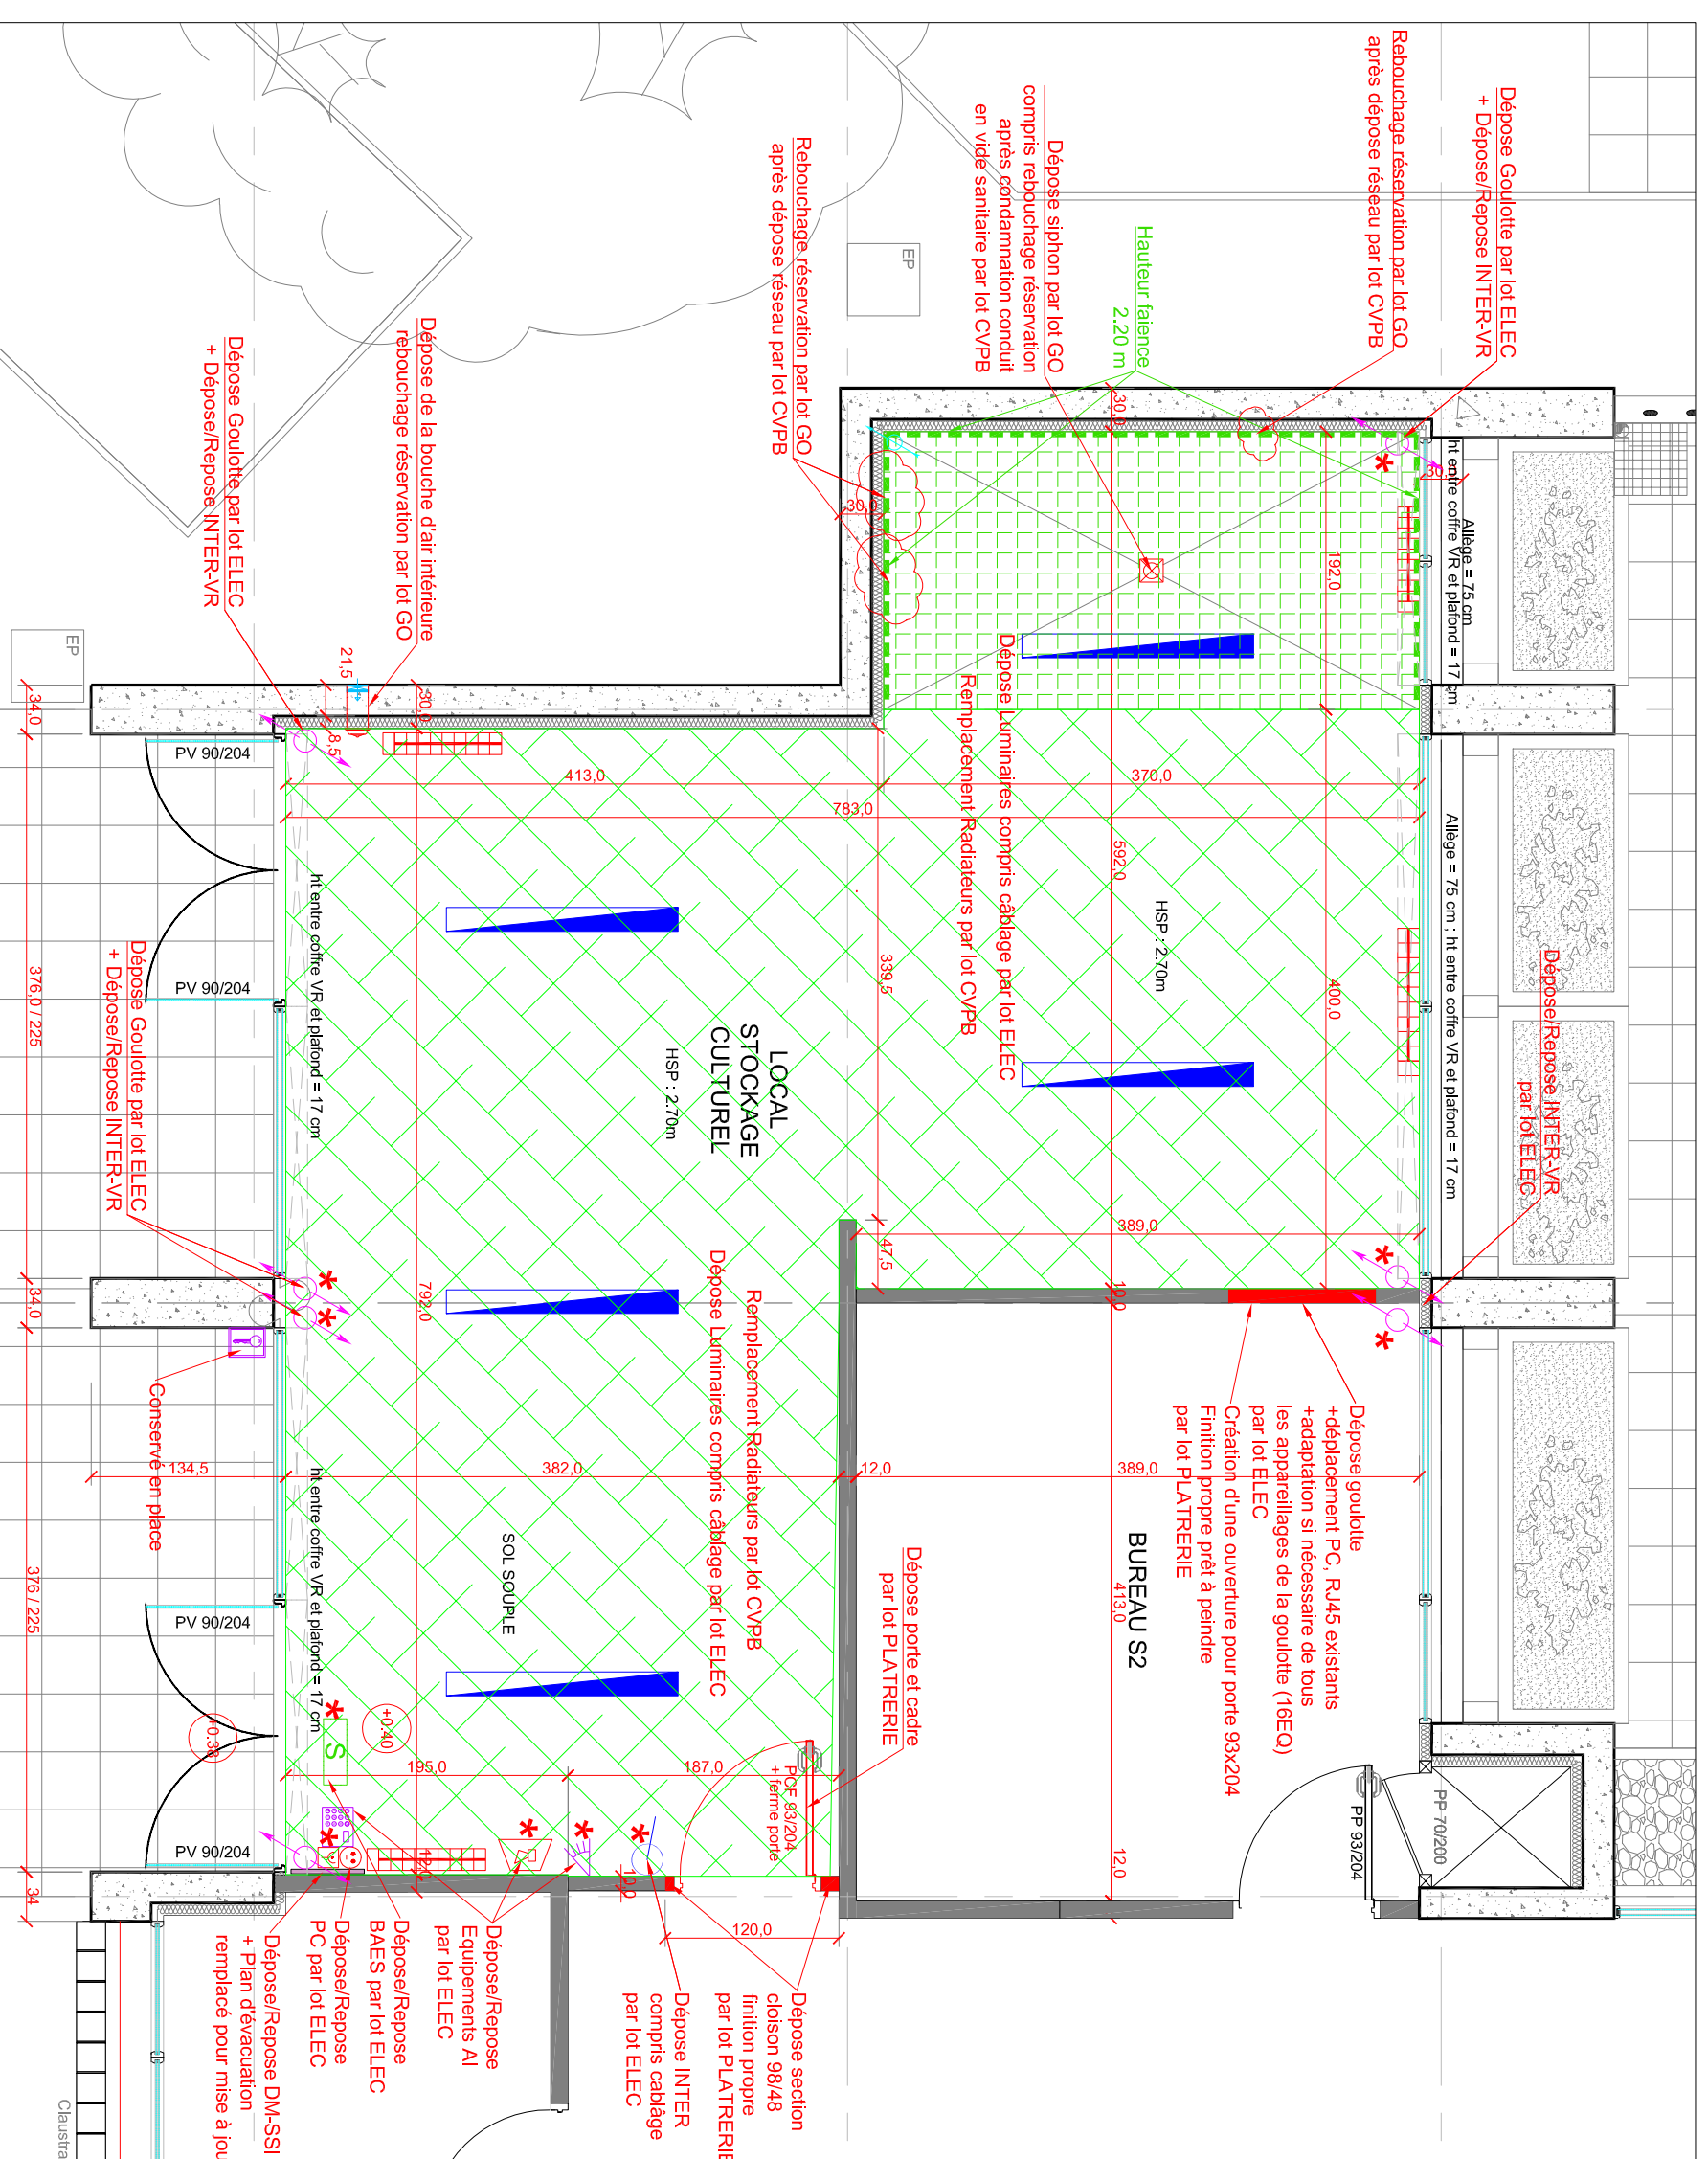 Dépose Goulotte par lot ELEC
+ Dépose/Repose INTER-VR
Rebouchage réservation par lot GO
après dépose réseau par lot CVPB
Dépose siphon par lot GO
compris rebouchage réservation
après condamnation conduit
en vide sanitaire par lot CVPB
Hauteur faience
2.20 m
Rebouchage réservation par lot GO
après dépose réseau par lot CVPB
EP
Dépose de la bouche d'air intérieure
rebouchage réservation par lot GO
Dépose Goulotte par lot ELEC
+ Dépose/Repose INTER-VR
EP
Allège = 75 cm
ht entre coffre VR et plafond = 17 cm
30,0
30,0
30,0
192,0
Dépose Luminaires compris câblage par lot ELEC
Remplacement Radiateurs par lot CVPB
21,5
30,0
8,5
34,0
PV 90/204
413,0
370,0
783,0
592,0
Allège = 75 cm ; ht entre coffre VR et plafond = 17 cm
HSP : 2.70m
339,5
400,0
ht entre coffre VR et plafond = 17 cm
PV 90/204
376,0 / 225
Dépose Goulotte par lot ELEC
+ Dépose/Repose INTER-VR
LOCAL
STOCKAGE
CULTUREL
HSP : 2.70m
Dépose/Repose INTER-VR
par lot ELEC
389,0
47,5
10,0
34,0
792,0
Remplacement Radiateurs par lot CVPB
Dépose Luminaires compris câblage par lot ELEC
Conservé en place
134,5
382,0
12,0
389,0
Dépose goulotte
+déplacement PC, RJ45 existants
+adaptation si nécessaire de tous
les appareillages de la goulotte (16EQ)
par lot ELEC
Création d'une ouverture pour porte 93x204
Finition propre prêt à peindre
par lot PLATRERIE
BUREAU S2
413,0
Dépose porte et cadre
par lot PLATRERIE
SOL SOUPLE
ht entre coffre VR et plafond = 17 cm
PV 90/204
376 / 225
+0.40
+0.38
S
195,0
187,0
PCF 93/204
+ ferme porte
PP 93/204
PP 70/200
PV 90/204
12,0
10,0
12,0
34
120,0
Dépose section
cloison 98/48
finition propre
par lot PLATRERIE
Dépose INTER
compris cablâge
par lot ELEC
Dépose/Repose
Equipements AI
par lot ELEC
Dépose/Repose
BAES par lot ELEC
Dépose/Repose
PC par lot ELEC
Dépose/Repose DM-SSI
+ Plan d'évacuation
remplacé pour mise à jou
Claustra